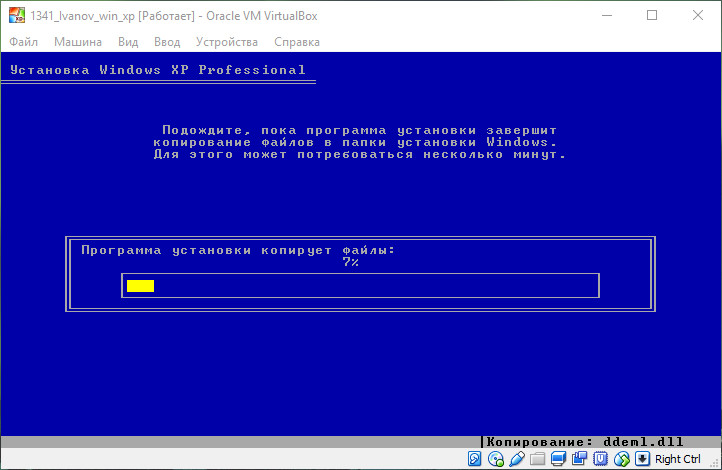 1341_Ivanov_win_xp [Работает] - Oracle VM VirtualBox
Файл Машина Вид Ввод Устройства Справка
Установка Windows XP Professional
Подождите, пока программа установки завершит
копирование файлов в папки установки Windows.
Для этого может потребоваться несколько минут.
Программа установки копирует файлы:
7%
|Копирование: ddeml.dll
Right Ctrl